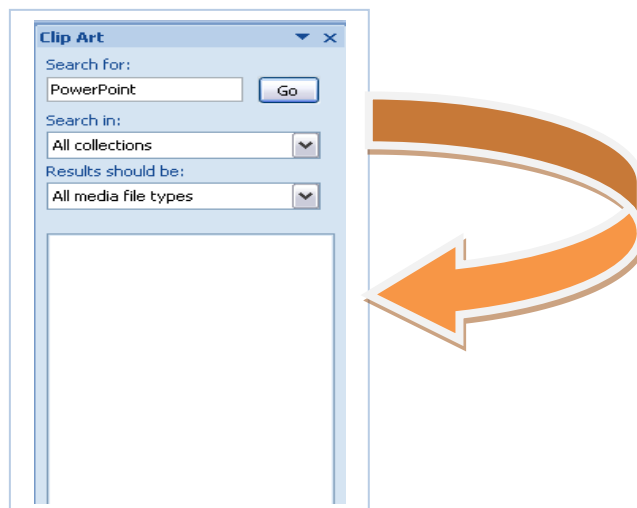 Clip Art
Search for:
PowerPoint Go
Search in:
All collections
Results should be:
All media file types